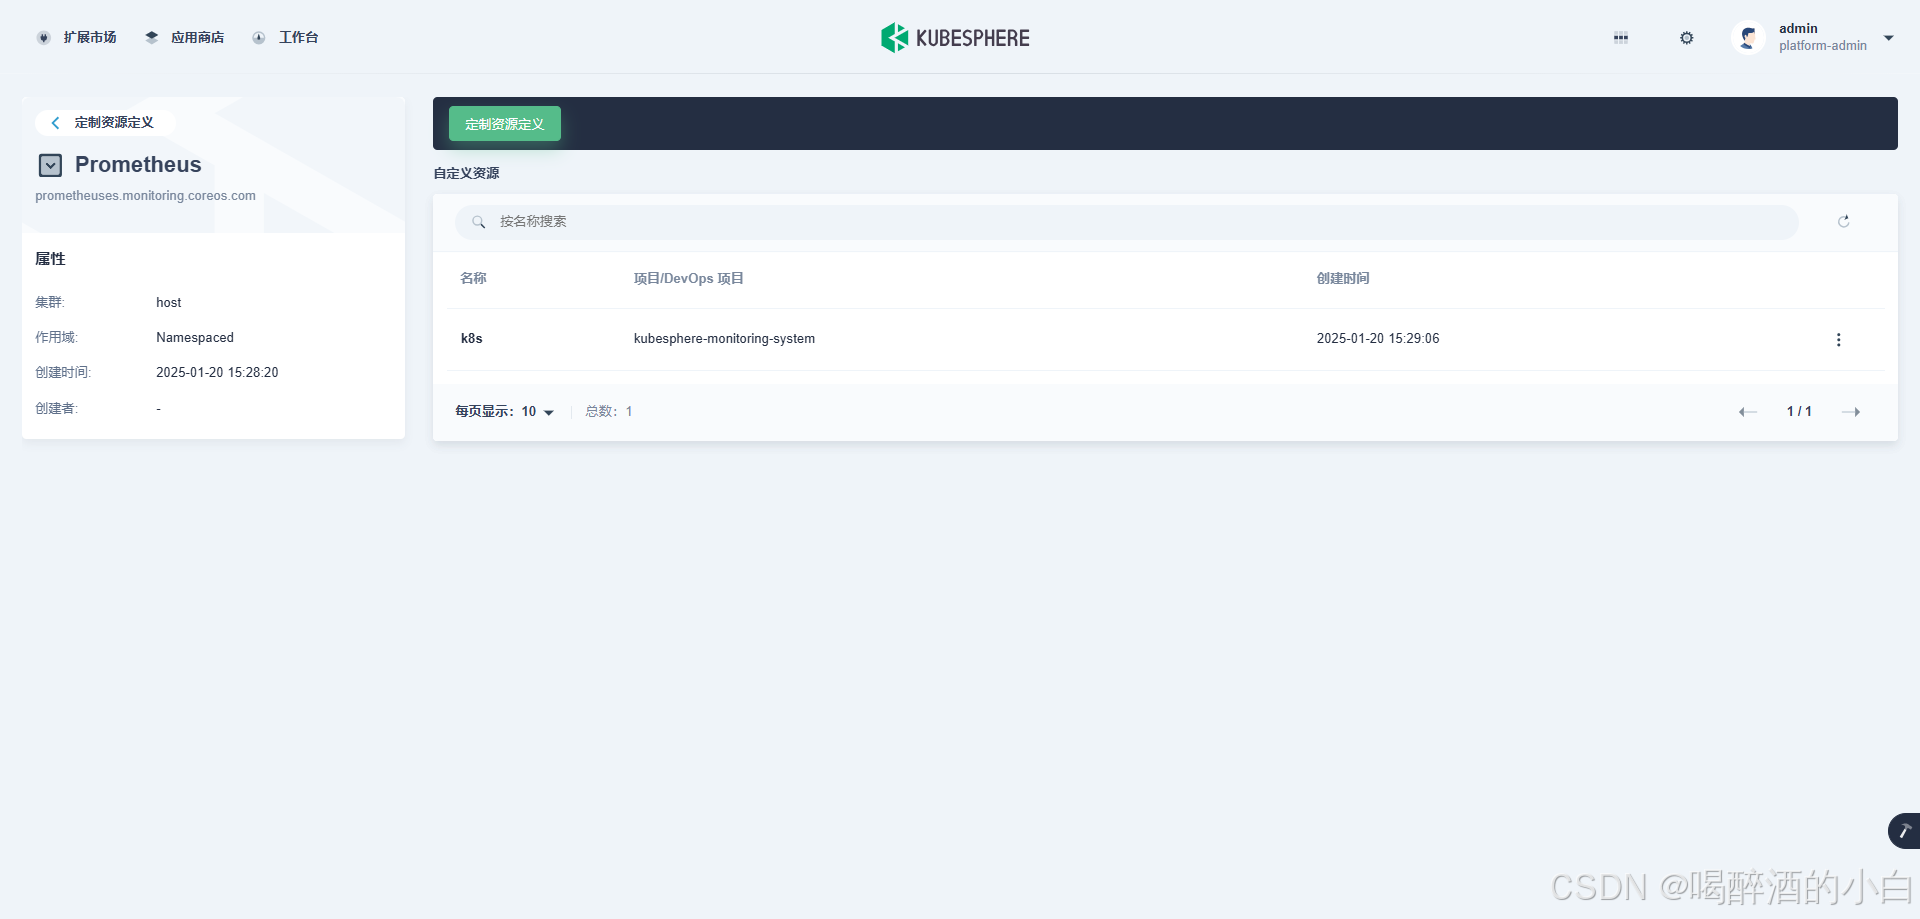 扩展市场
应用商店
工作台
KUBESPHERE
admin
platform-admin
定制资源定义
Prometheus
prometheuses.monitoring.coreos.com
属性
集群: host
作用域: Namespaced
创建时间: 2025-01-20 15:28:20
创建者: -
定制资源定义
自定义资源
按名称搜索
名称 项目/DevOps 项目 创建时间
k8s kubesphere-monitoring-system 2025-01-20 15:29:06
每页显示: 10 总数: 1 1 / 1
CSDN @喝醉酒的小白